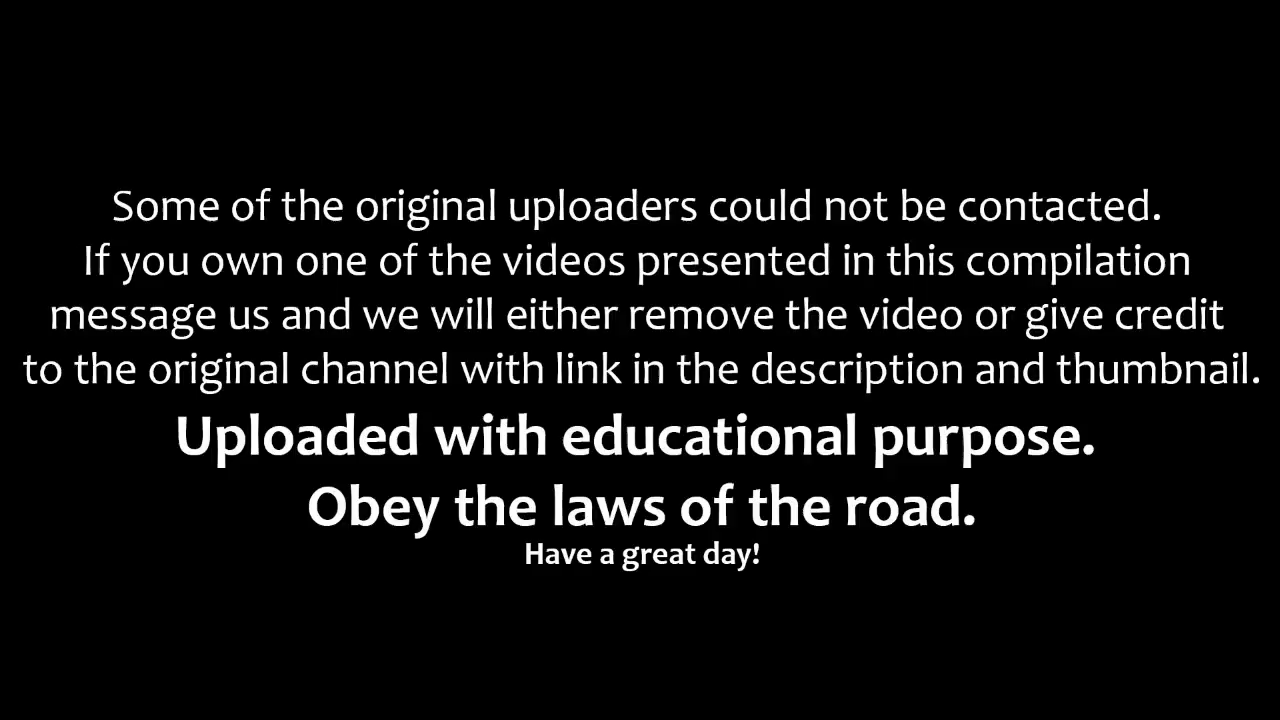 Some of the original uploaders could not be contacted.
If you own one of the videos presented in this compilation
message us and we will either remove the video or give credit
to the original channel with link in the description and thumbnail.
Uploaded with educational purpose.
Obey the laws of the road.
Have a great day!